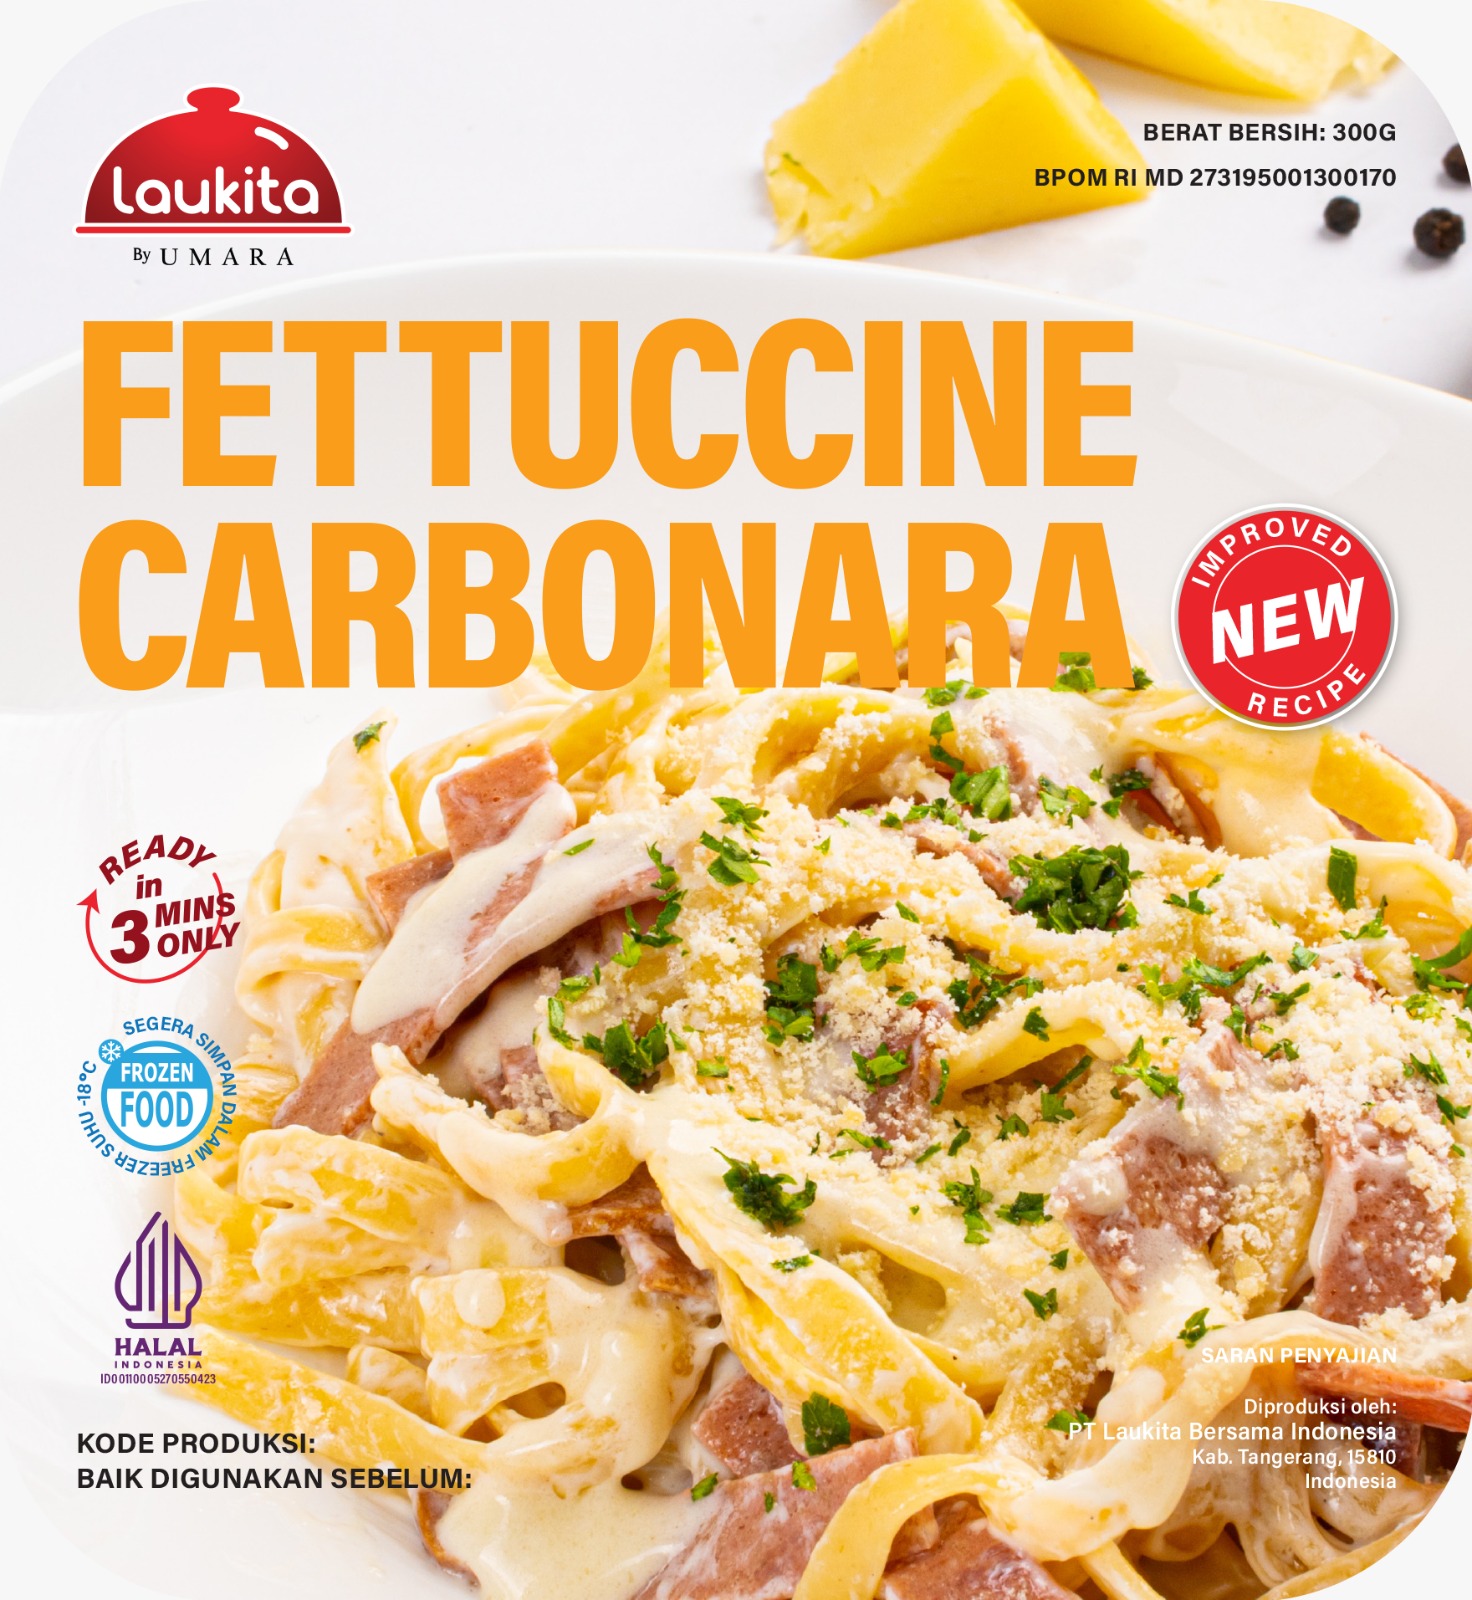 laukita
By UMARA
BERAT BERSIH: 300G
BPOM RI MD 273195001300170
FETTUCCINE
CARBONARA
IMPROVED
NEW
RECIPE
READY
in
3 MINS
ONLY
SEGERA SIMPAN DALAM FREEZER SUHU -18°C
FROZEN
FOOD
HALAL
INDONESIA
ID00110005270550423
KODE PRODUKSI:
BAIK DIGUNAKAN SEBELUM:
SARAN PENYAJIAN
Diproduksi oleh:
PT Laukita Bersama Indonesia
Kab. Tangerang, 15810
Indonesia